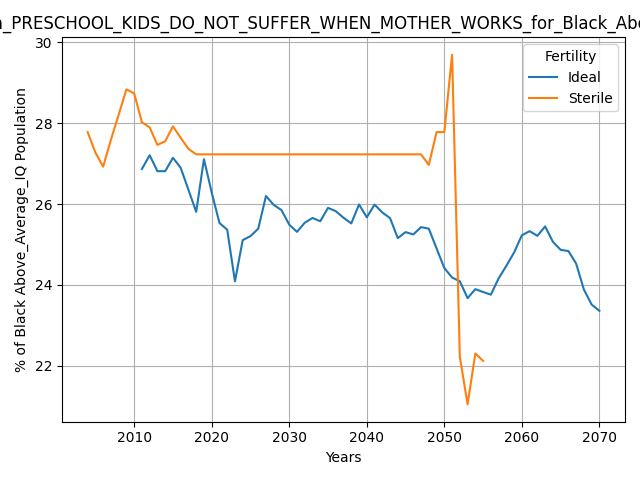 PRESCHOOL_KIDS_DO_NOT_SUFFER_WHEN_MOTHER_WORKS_for_Black_Abo
30
28
26
24
22
% of Black Above_Average_IQ Population
Fertility
Ideal
Sterile
2010 2020 2030 2040 2050 2060 2070
Years